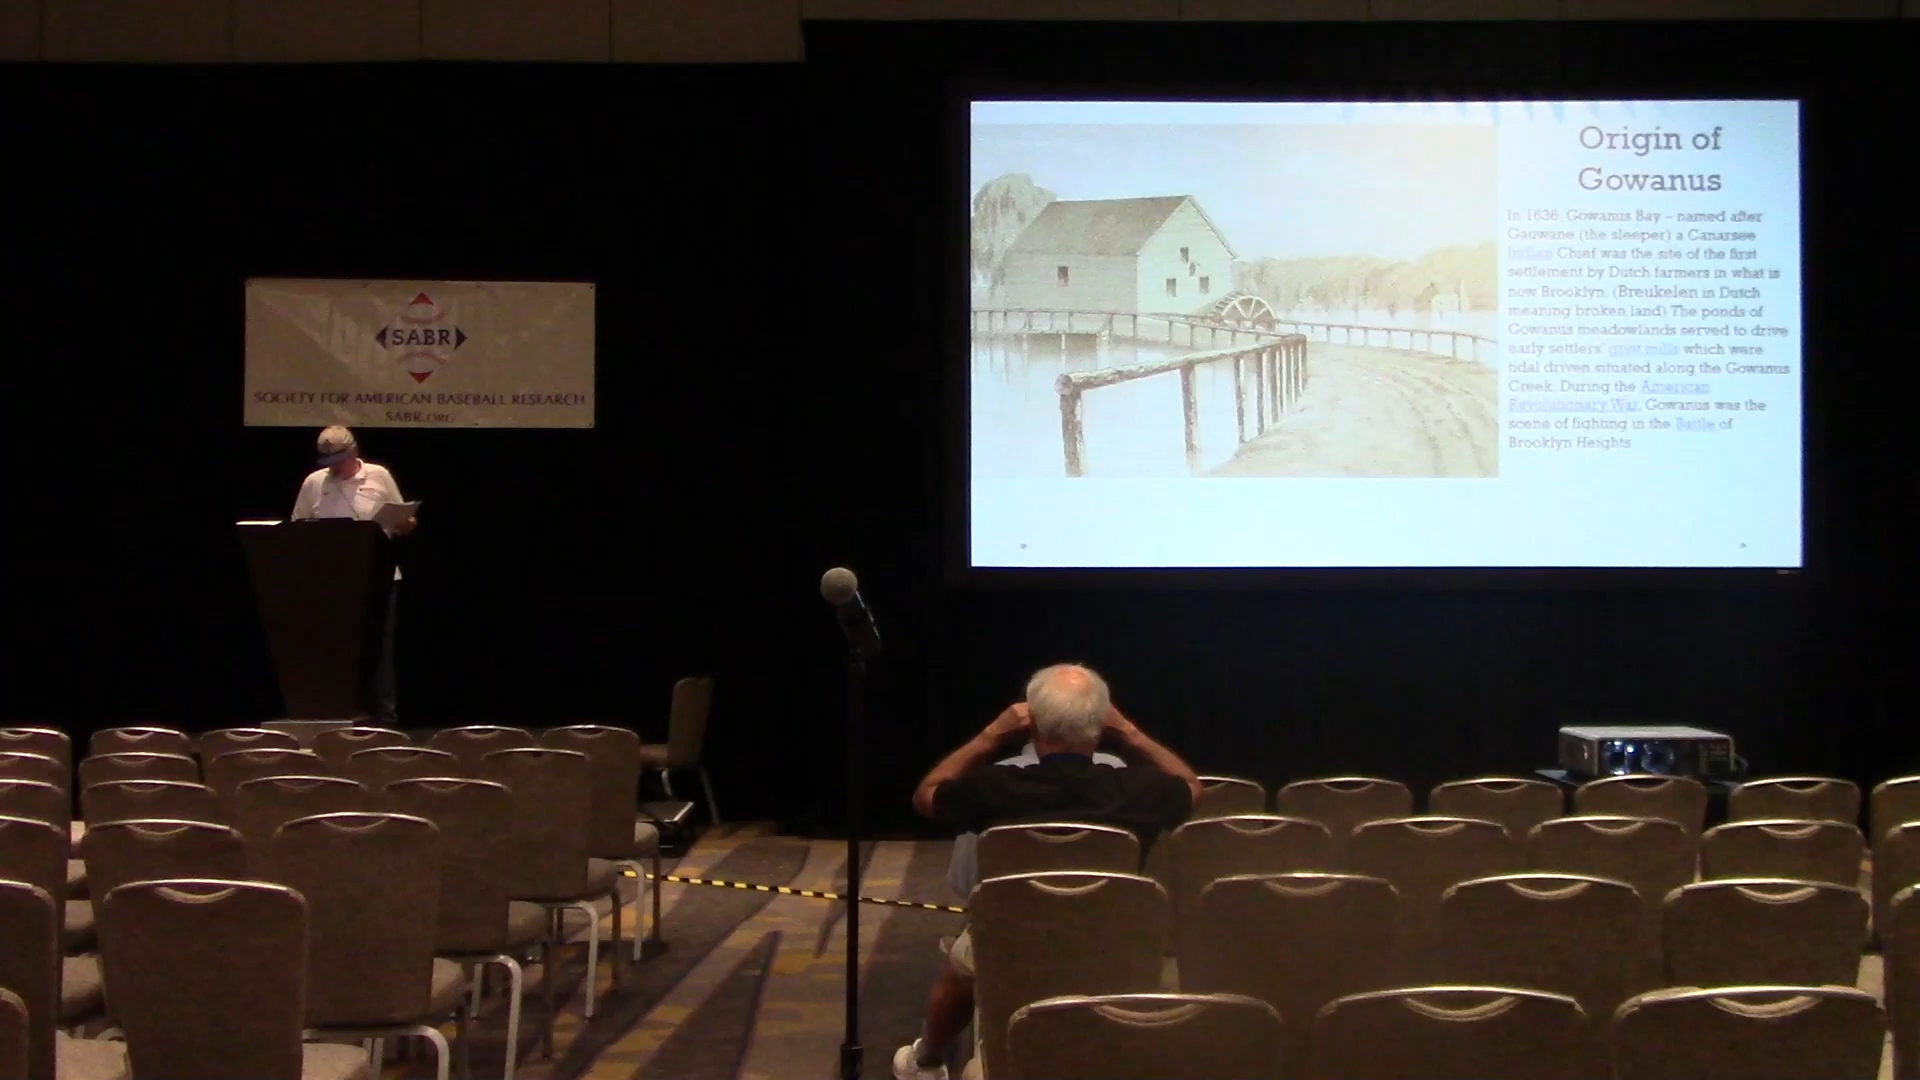 SABR
SOCIETY FOR AMERICAN BASEBALL RESEARCH
SABR.ORG
Origin of
Gowanus
In 1636, Gowanus Bay – named after
Gauwane (the sleeper) a Canarsee
Indian Chief was the site of the first
settlement by Dutch farmers in what is
now Brooklyn. (Breukelen in Dutch
meaning broken land) The ponds of
Gowanus meadowlands served to drive
early settlers' grist mills which were
tidal driven situated along the Gowanus
Creek. During the American
Revolutionary War, Gowanus was the
scene of fighting in the Battle of
Brooklyn Heights